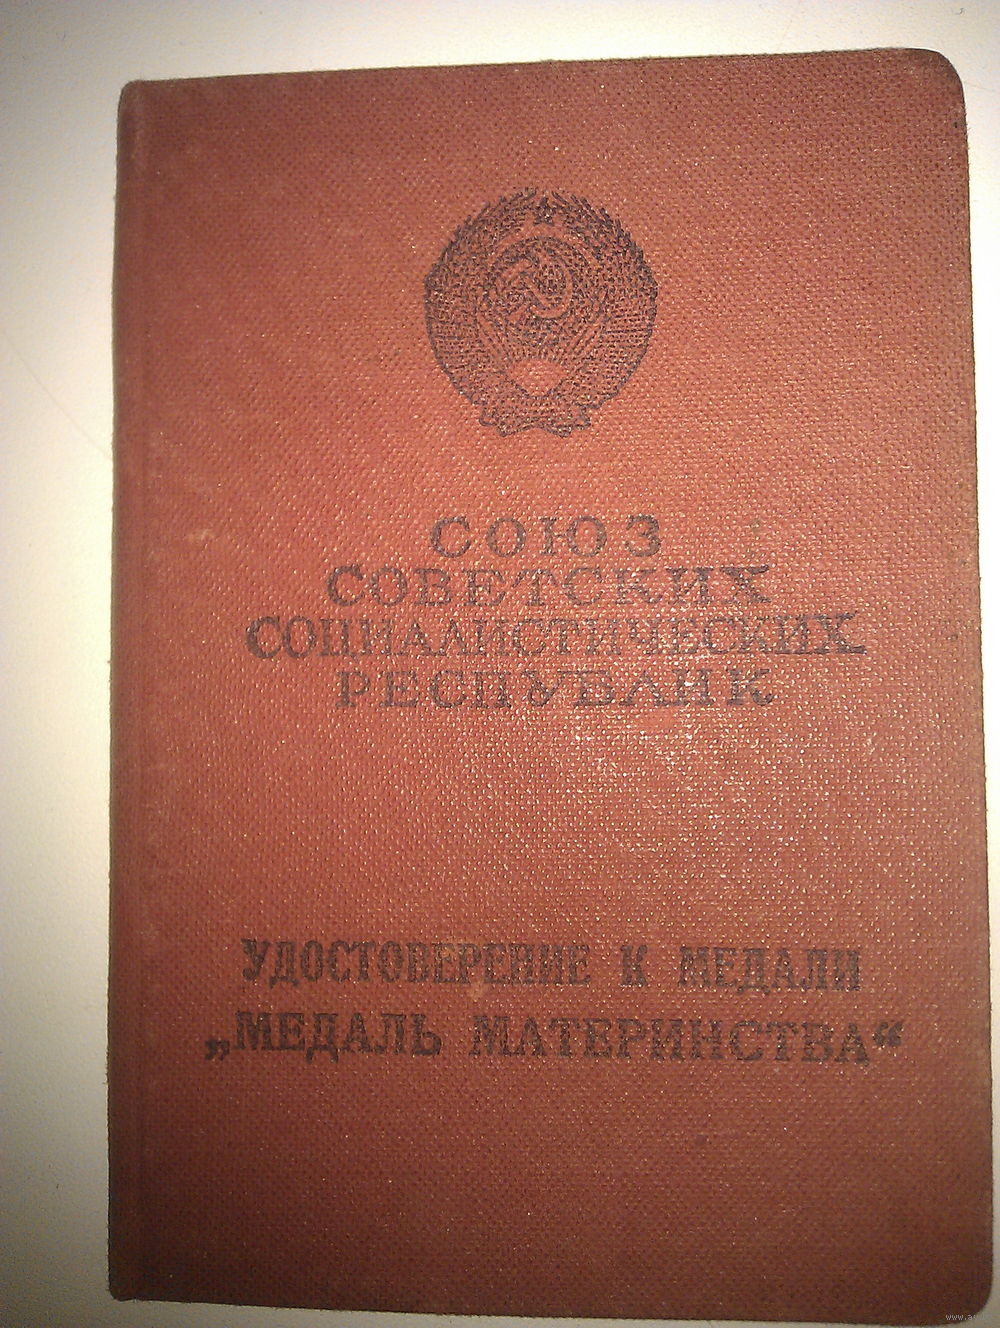 СОЮЗ
СОВЕТСКИХ
СОЦИАЛИСТИЧЕСКИХ
РЕСПУБЛИК
УДОСТОВЕРЕНИЕ К МЕДАЛИ
„МЕДАЛЬ МАТЕРИНСТВА“